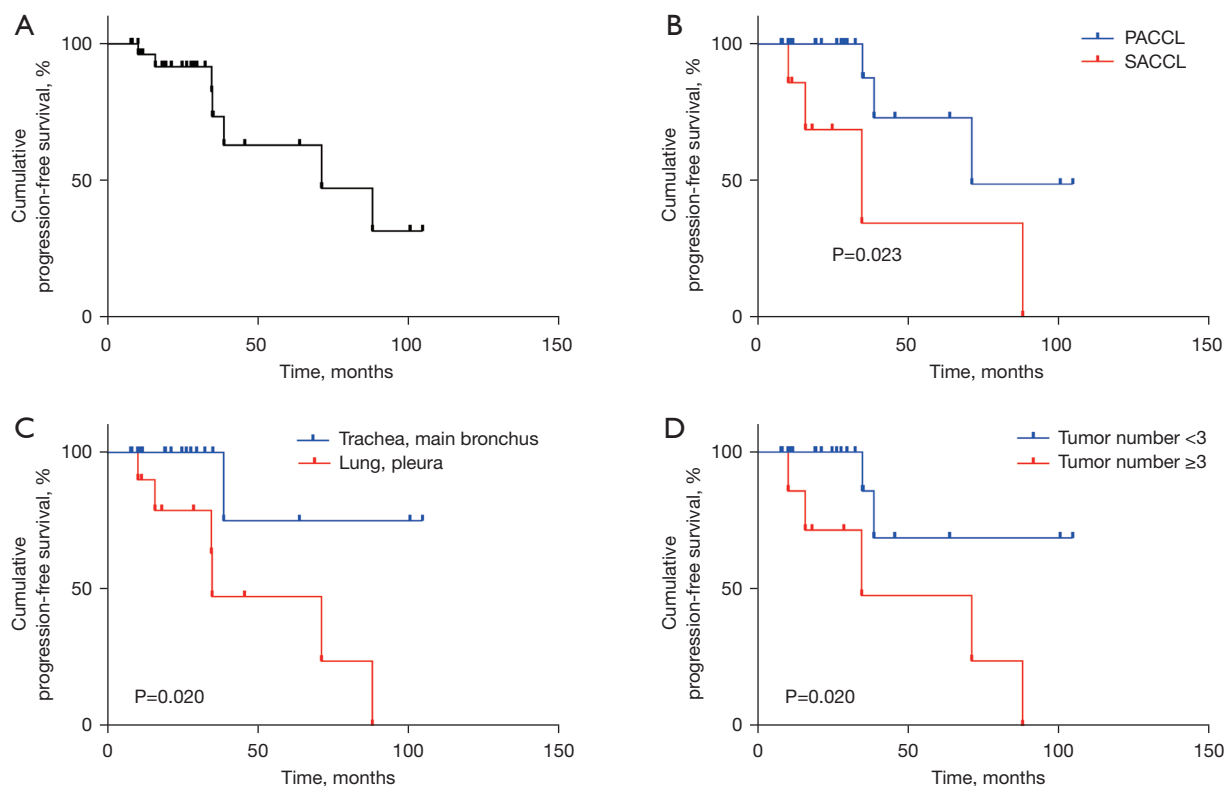 A
Cumulative
progression-free survival, %
100
50
0
0
50
100
150
Time, months
B
PACCL
SACCL
Cumulative
progression-free survival, %
100
50
0
P=0.023
0
50
100
150
Time, months
C
Trachea, main bronchus
Lung, pleura
Cumulative
progression-free survival, %
100
50
0
P=0.020
0
50
100
150
Time, months
D
Tumor number <3
Tumor number ≥3
Cumulative
progression-free survival, %
100
50
0
P=0.020
0
50
100
150
Time, months